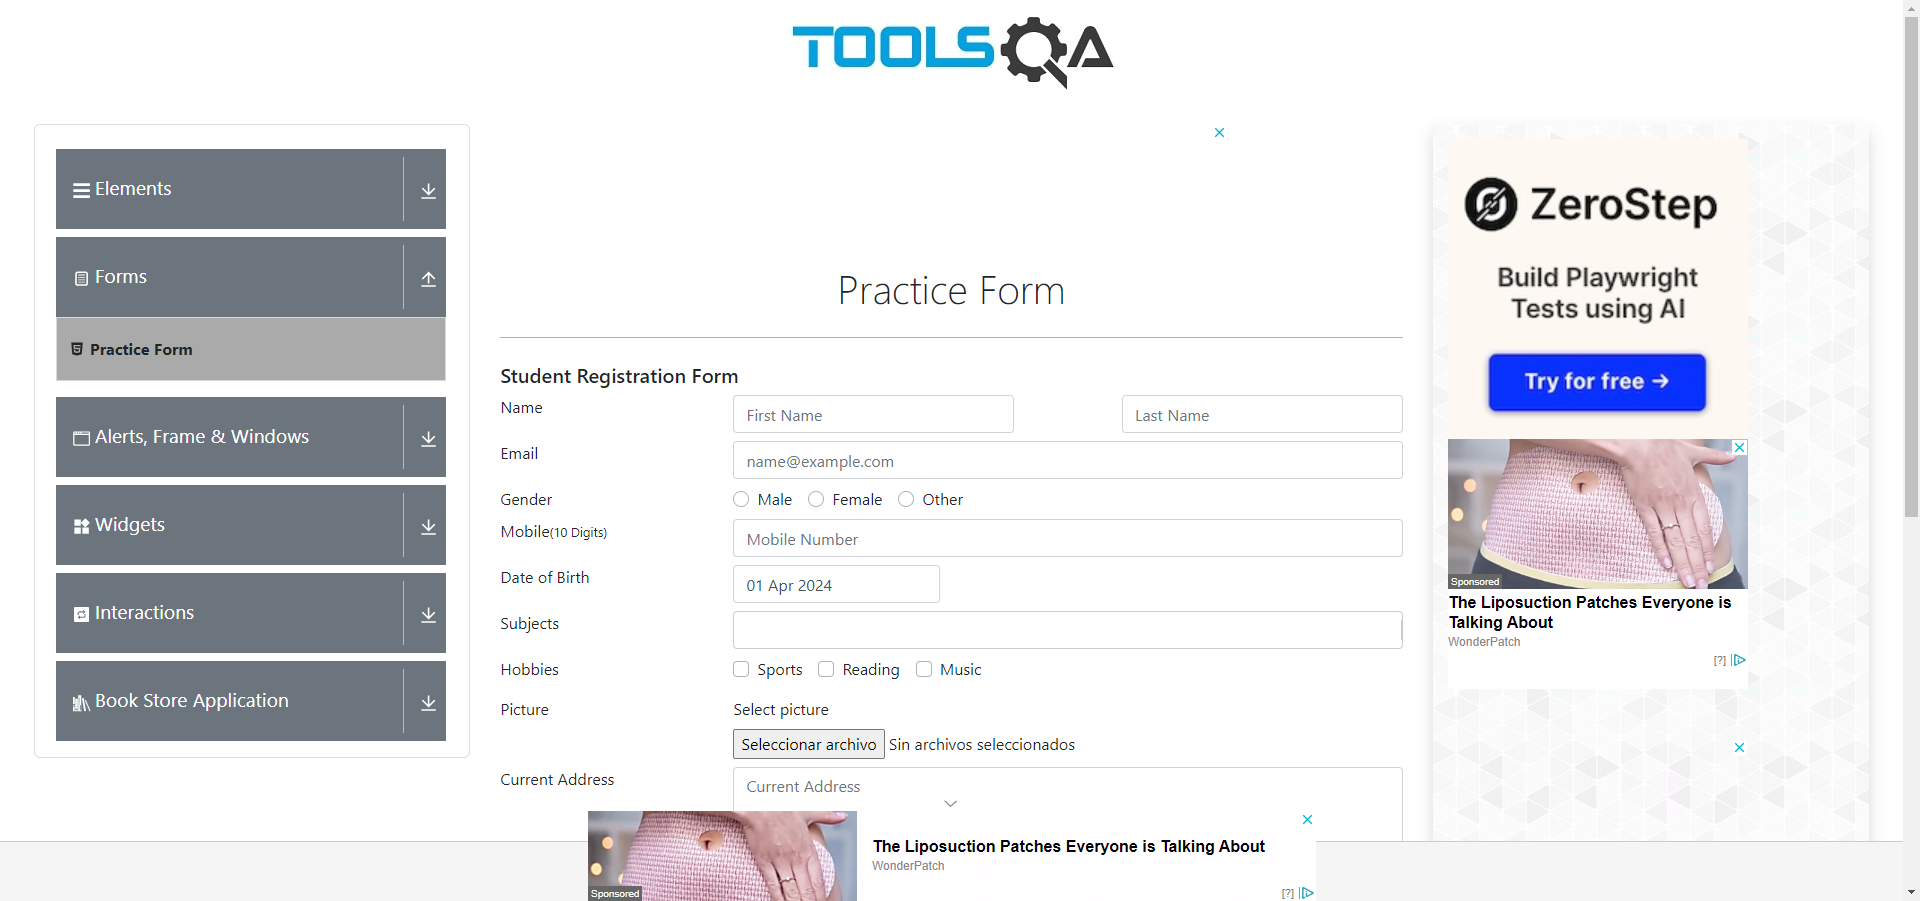 TOOLSQA
Elements
Forms
Practice Form
Alerts, Frame & Windows
Widgets
Interactions
Book Store Application
Practice Form
Student Registration Form
Name
First Name
Last Name
Email
name@example.com
Gender
Male
Female
Other
Mobile(10 Digits)
Mobile Number
Date of Birth
01 Apr 2024
Subjects
Hobbies
Sports
Reading
Music
Picture
Select picture
Seleccionar archivo Sin archivos seleccionados
Current Address
Current Address
ZeroStep
Build Playwright
Tests using AI
Try for free →
Sponsored
The Liposuction Patches Everyone is
Talking About
WonderPatch
[?]
Sponsored
The Liposuction Patches Everyone is Talking About
WonderPatch
[?]